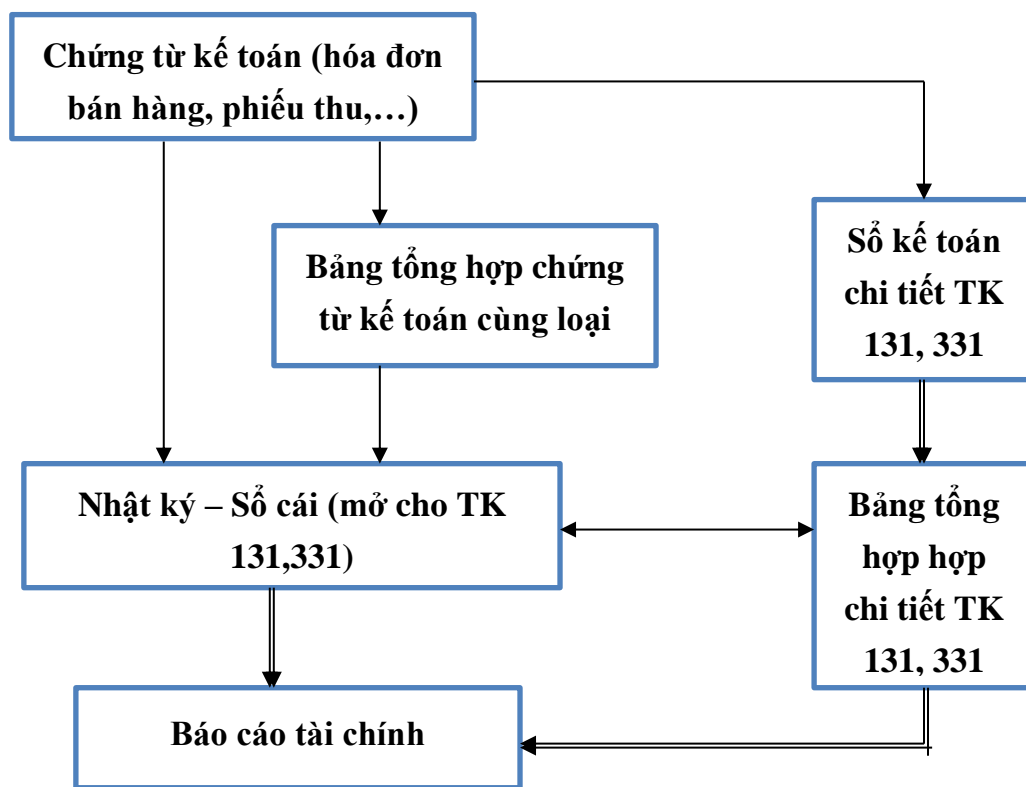 Chứng từ kế toán (hóa đơn
bán hàng, phiếu thu,…)
Bảng tổng hợp chứng
từ kế toán cùng loại
Sổ kế toán
chi tiết TK
131, 331
Nhật ký – Sổ cái (mở cho TK
131,331)
Bảng tổng
hợp hợp
chi tiết TK
131, 331
Báo cáo tài chính